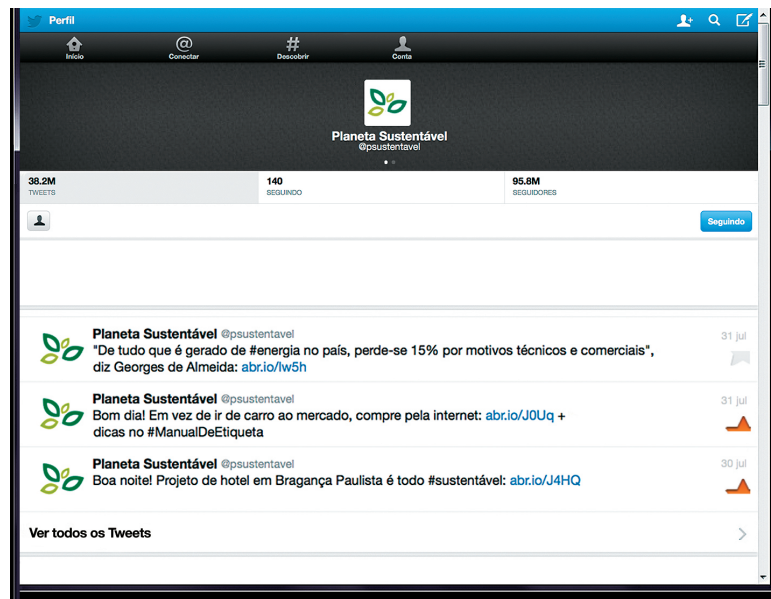 Perfil
Início
@
Conectar
#
Descobrir
Conta
Planeta Sustentável
@psustentavel
38.2M
TWEETS
140
SEGUINDO
95.8M
SEGUIDORES
Seguindo
Planeta Sustentável @psustentavel 31 jul
"De tudo que é gerado de #energia no país, perde-se 15% por motivos técnicos e comerciais",
diz Georges de Almeida: abr.io/Iw5h
Planeta Sustentável @psustentavel 31 jul
Bom dia! Em vez de ir de carro ao mercado, compre pela internet: abr.io/J0Uq +
dicas no #ManualDeEtiqueta
Planeta Sustentável @psustentavel 30 jul
Boa noite! Projeto de hotel em Bragança Paulista é todo #sustentável: abr.io/J4HQ
Ver todos os Tweets